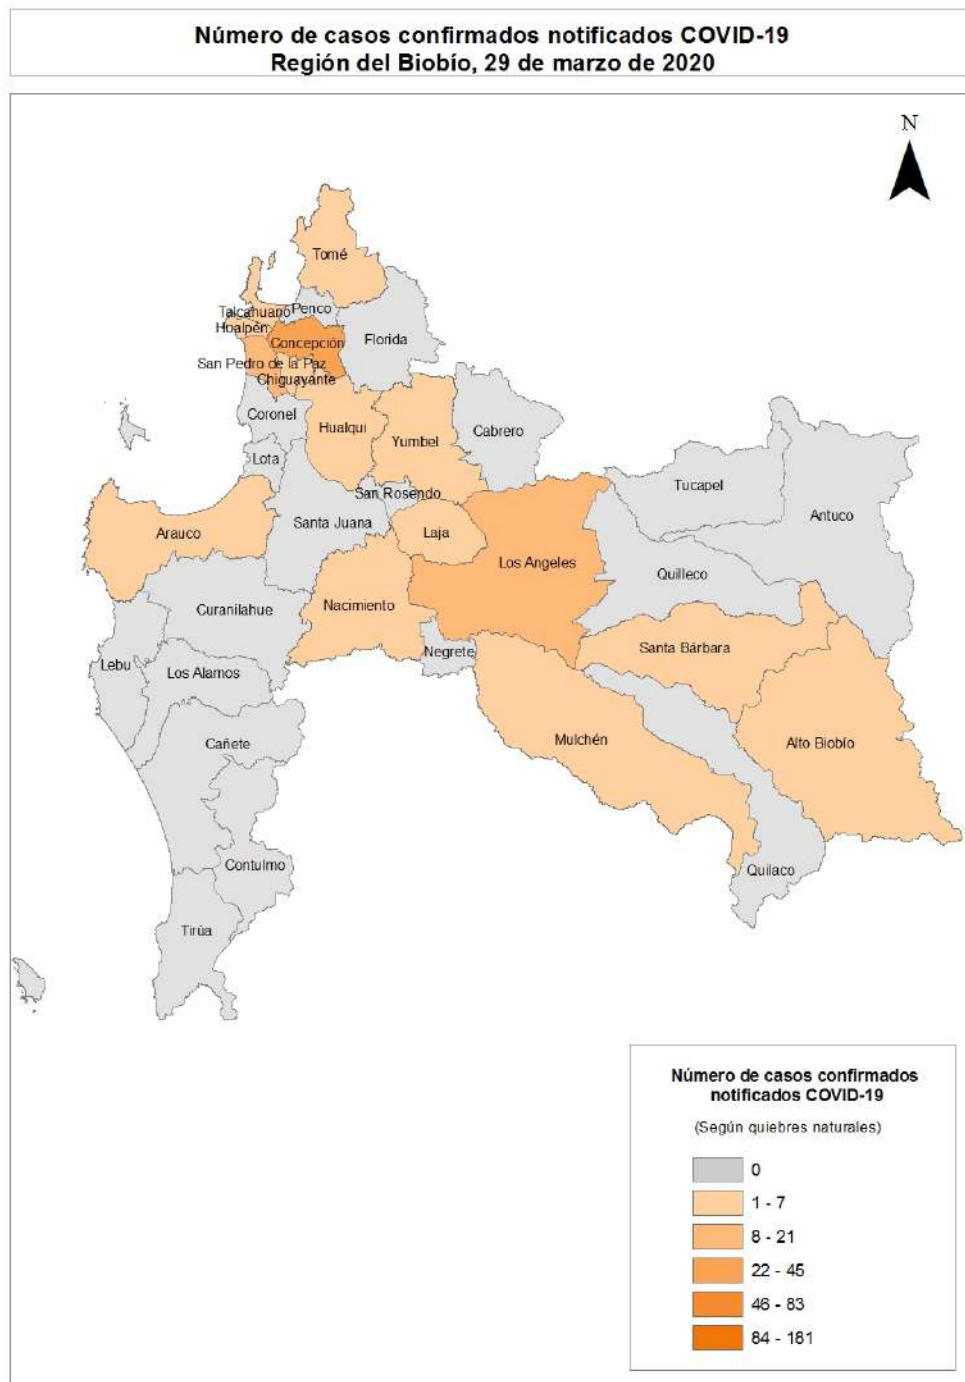 Número de casos confirmados notificados COVID-19
Región del Biobío, 29 de marzo de 2020
N
Tomé
Talcahuano
Penco
Hualpén
Concepción
Florida
San Pedro de la Paz
Chiguayante
Coronel
Hualqui
Yumbel
Cabrero
Lota
San Rosendo
Tucapel
Antuco
Arauco
Santa Juana
Laja
Los Angeles
Quilleco
Curanilahue
Nacimiento
Negrete
Santa Bárbara
Lebu
Los Alamos
Cañete
Mulchén
Alto Biobío
Contulmo
Quilaco
Tirúa
Número de casos confirmados
notificados COVID-19
(Según quiebres naturales)
0
1 - 7
8 - 21
22 - 45
46 - 83
84 - 181